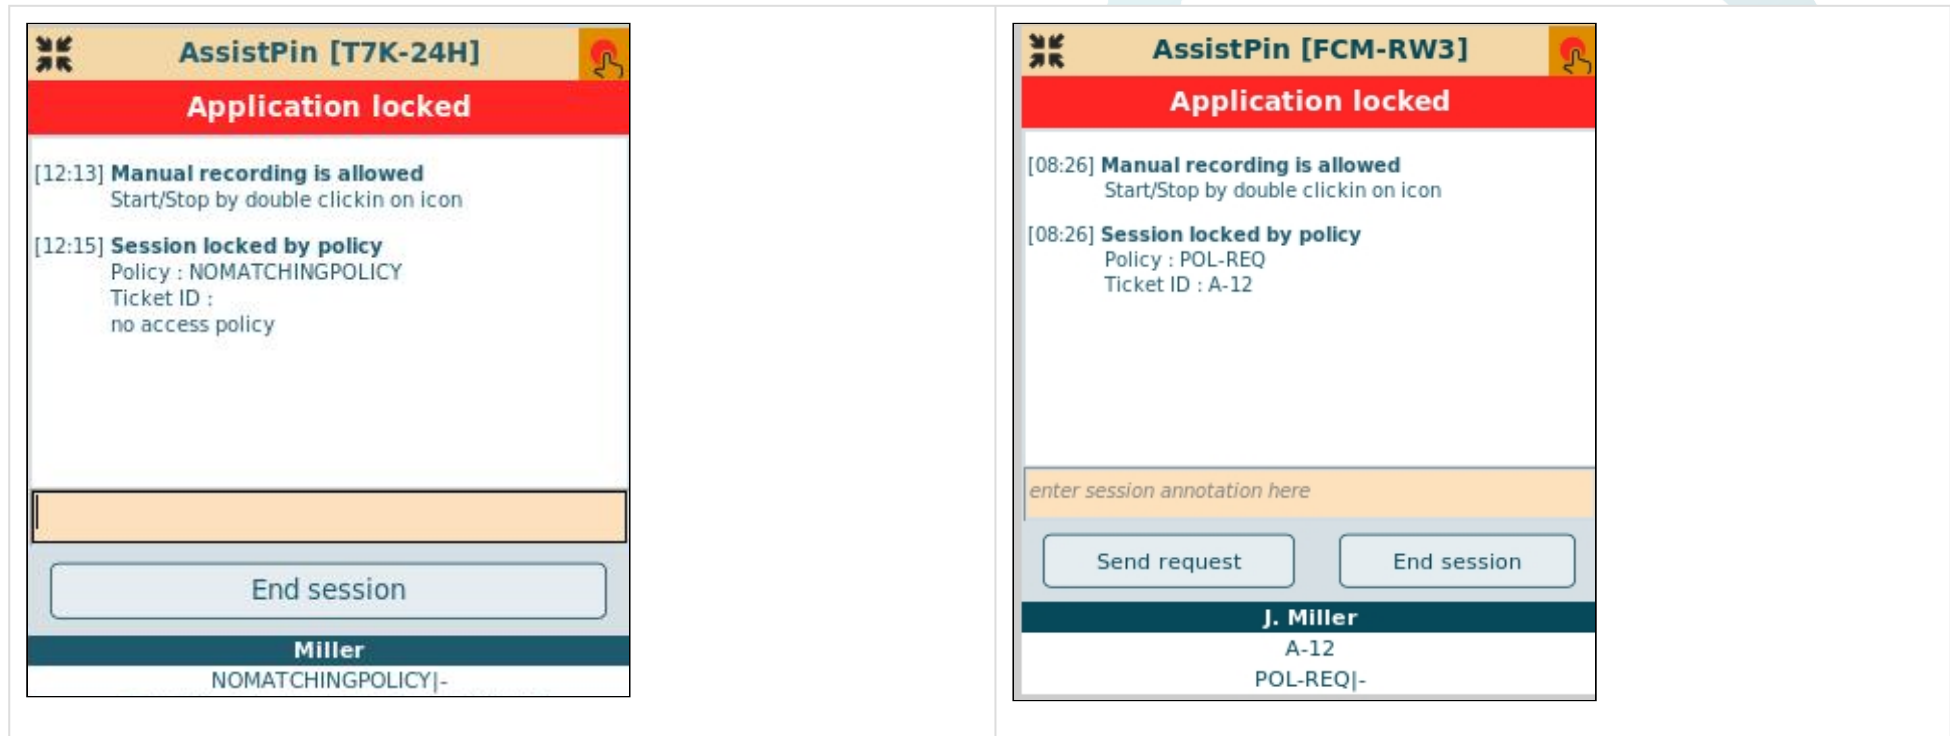 AssistPin [T7K-24H]
Application locked
[12:13] Manual recording is allowed
Start/Stop by double clickin on icon
[12:15] Session locked by policy
Policy : NOMATCHINGPOLICY
Ticket ID :
no access policy
End session
Miller
NOMATCHINGPOLICY|-
AssistPin [FCM-RW3]
Application locked
[08:26] Manual recording is allowed
Start/Stop by double clickin on icon
[08:26] Session locked by policy
Policy : POL-REQ
Ticket ID : A-12
enter session annotation here
Send request
End session
J. Miller
A-12
POL-REQ|-